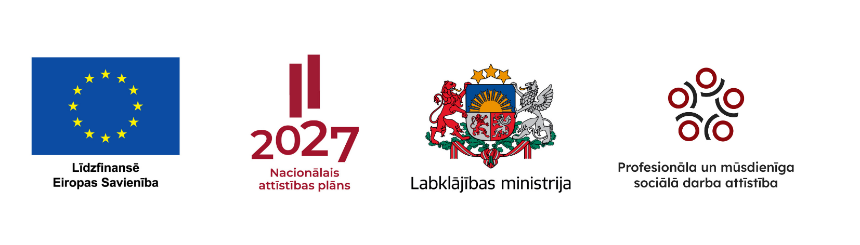 Līdzfinansē
Eiropas Savienība
2027
Nacionālais
attīstības plāns
Labklājības ministrija
Profesionāla un mūsdienīga
sociālā darba attīstība